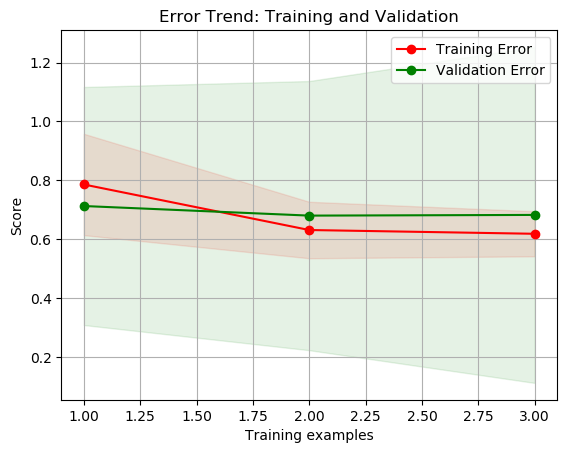 Error Trend: Training and Validation
Training Error
Validation Error
1.2
1.0
0.8
0.6
0.4
0.2
Score
1.00 1.25 1.50 1.75 2.00 2.25 2.50 2.75 3.00
Training examples